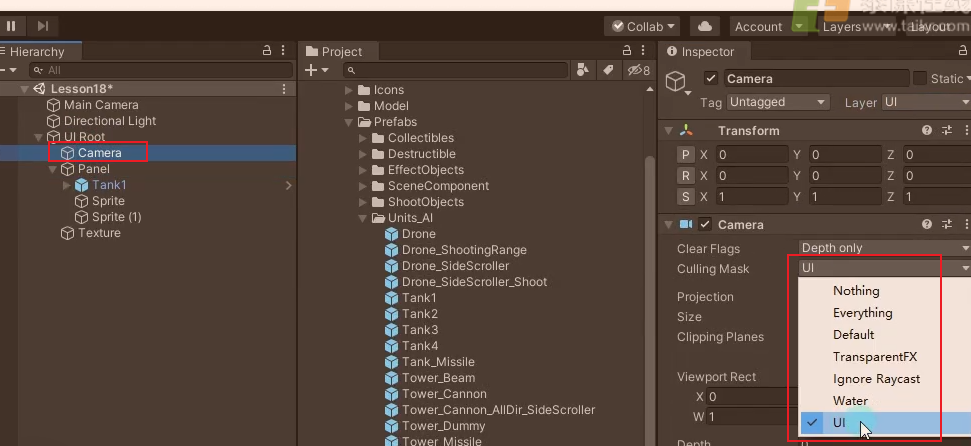 Collab
Account
Layers
Layout
www.taikr.com
Hierarchy
All
Lesson18*
Main Camera
Directional Light
UI Root
Camera
Panel
Tank1
Sprite
Sprite (1)
Texture
Project
8
Icons
Model
Prefabs
Collectibles
Destructible
EffectObjects
SceneComponent
ShootObjects
Units_AI
Drone
Drone_ShootingRange
Drone_SideScroller
Drone_SideScroller_Shoot
Tank1
Tank2
Tank3
Tank4
Tank_Missile
Tower_Beam
Tower_Cannon
Tower_Cannon_AllDir_SideScroller
Tower_Dummy
Tower_Missile
Inspector
Camera Static
Tag Untagged Layer UI
Transform
P X 0 Y 0 Z 0
R X 0 Y 0 Z 0
S X 1 Y 1 Z 1
Camera
Clear Flags Depth only
Culling Mask UI
Nothing
Projection
Everything
Size
Default
Clipping Planes
TransparentFX
Viewport Rect
Ignore Raycast
X 0
Water
W 1
UI
Depth 0